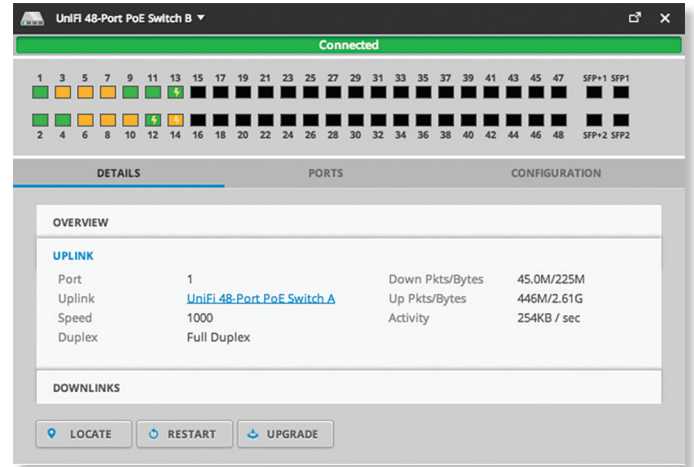 UniFi 48-Port PoE Switch B
Connected
1 3 5 7 9 11 13 15 17 19 21 23 25 27 29 31 33 35 37 39 41 43 45 47 SFP+1 SFP1
2 4 6 8 10 12 14 16 18 20 22 24 26 28 30 32 34 36 38 40 42 44 46 48 SFP+2 SFP2
DETAILS PORTS CONFIGURATION
OVERVIEW
UPLINK
Port 1 Down Pkts/Bytes 45.0M/225M
Uplink UniFi 48-Port PoE Switch A Up Pkts/Bytes 446M/2.61G
Speed 1000 Activity 254KB / sec
Duplex Full Duplex
DOWNLINKS
LOCATE RESTART UPGRADE